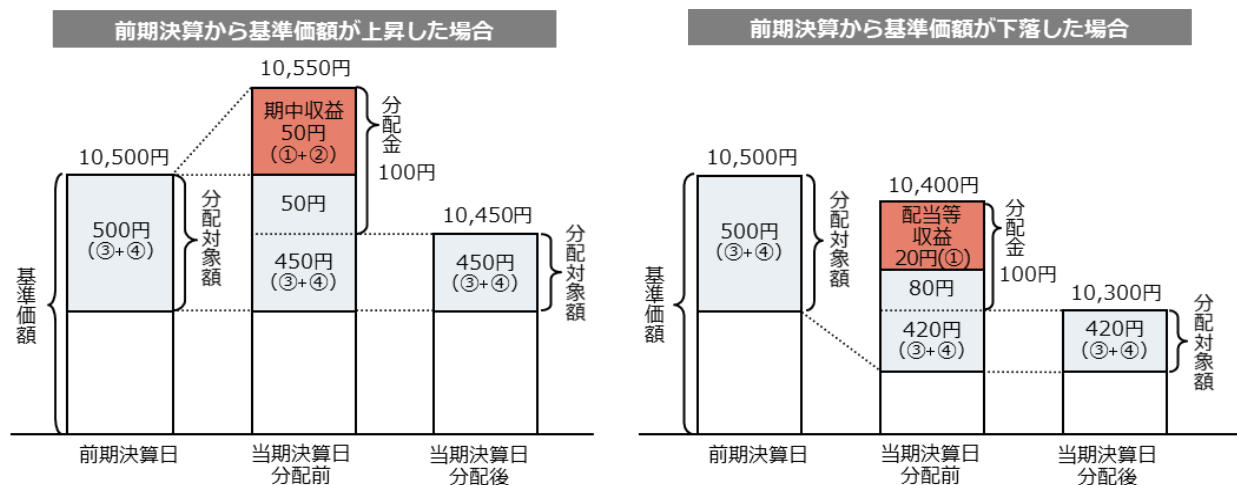 前期決算から基準価額が上昇した場合
10,550円
期中収益
50円
(①+②)
分配金
100円
10,500円
500円
(③+④)
分配対象額
50円
10,450円
450円
(③+④)
450円
(③+④)
分配対象額
基準価額
前期決算日
当期決算日
分配前
当期決算日
分配後
前期決算から基準価額が下落した場合
10,500円
500円
(③+④)
分配対象額
10,400円
配当等
収益
20円(①)
分配金
100円
80円
10,300円
420円
(③+④)
420円
(③+④)
分配対象額
基準価額
前期決算日
当期決算日
分配前
当期決算日
分配後